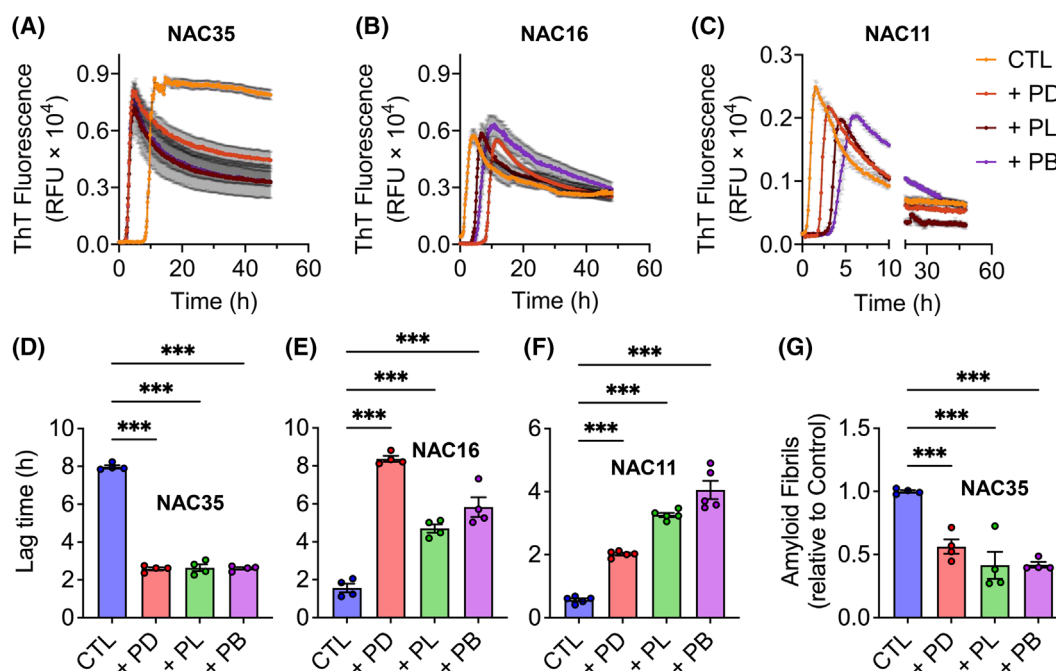 (A)
NAC35
ThT Fluorescence
(RFU × 10⁴)
0.9
0.6
0.3
0.0
0
20
40
60
Time (h)
(B)
NAC16
ThT Fluorescence
(RFU × 10⁴)
0.9
0.6
0.3
0.0
0
20
40
60
Time (h)
(C)
NAC11
ThT Fluorescence
(RFU × 10⁴)
0.3
0.2
0.1
0.0
0
5
10
30
60
Time (h)
CTL
+ PD
+ PL
+ PB
(D)
***
***
***
Lag time (h)
10
8
6
4
2
0
NAC35
CTL
+ PD
+ PL
+ PB
(E)
***
***
***
10
8
6
4
2
0
NAC16
CTL
+ PD
+ PL
+ PB
(F)
***
***
***
6
4
2
0
NAC11
CTL
+ PD
+ PL
+ PB
(G)
***
***
***
Amyloid Fibrils
(relative to Control)
1.5
1.0
0.5
0.0
NAC35
CTL
+ PD
+ PL
+ PB